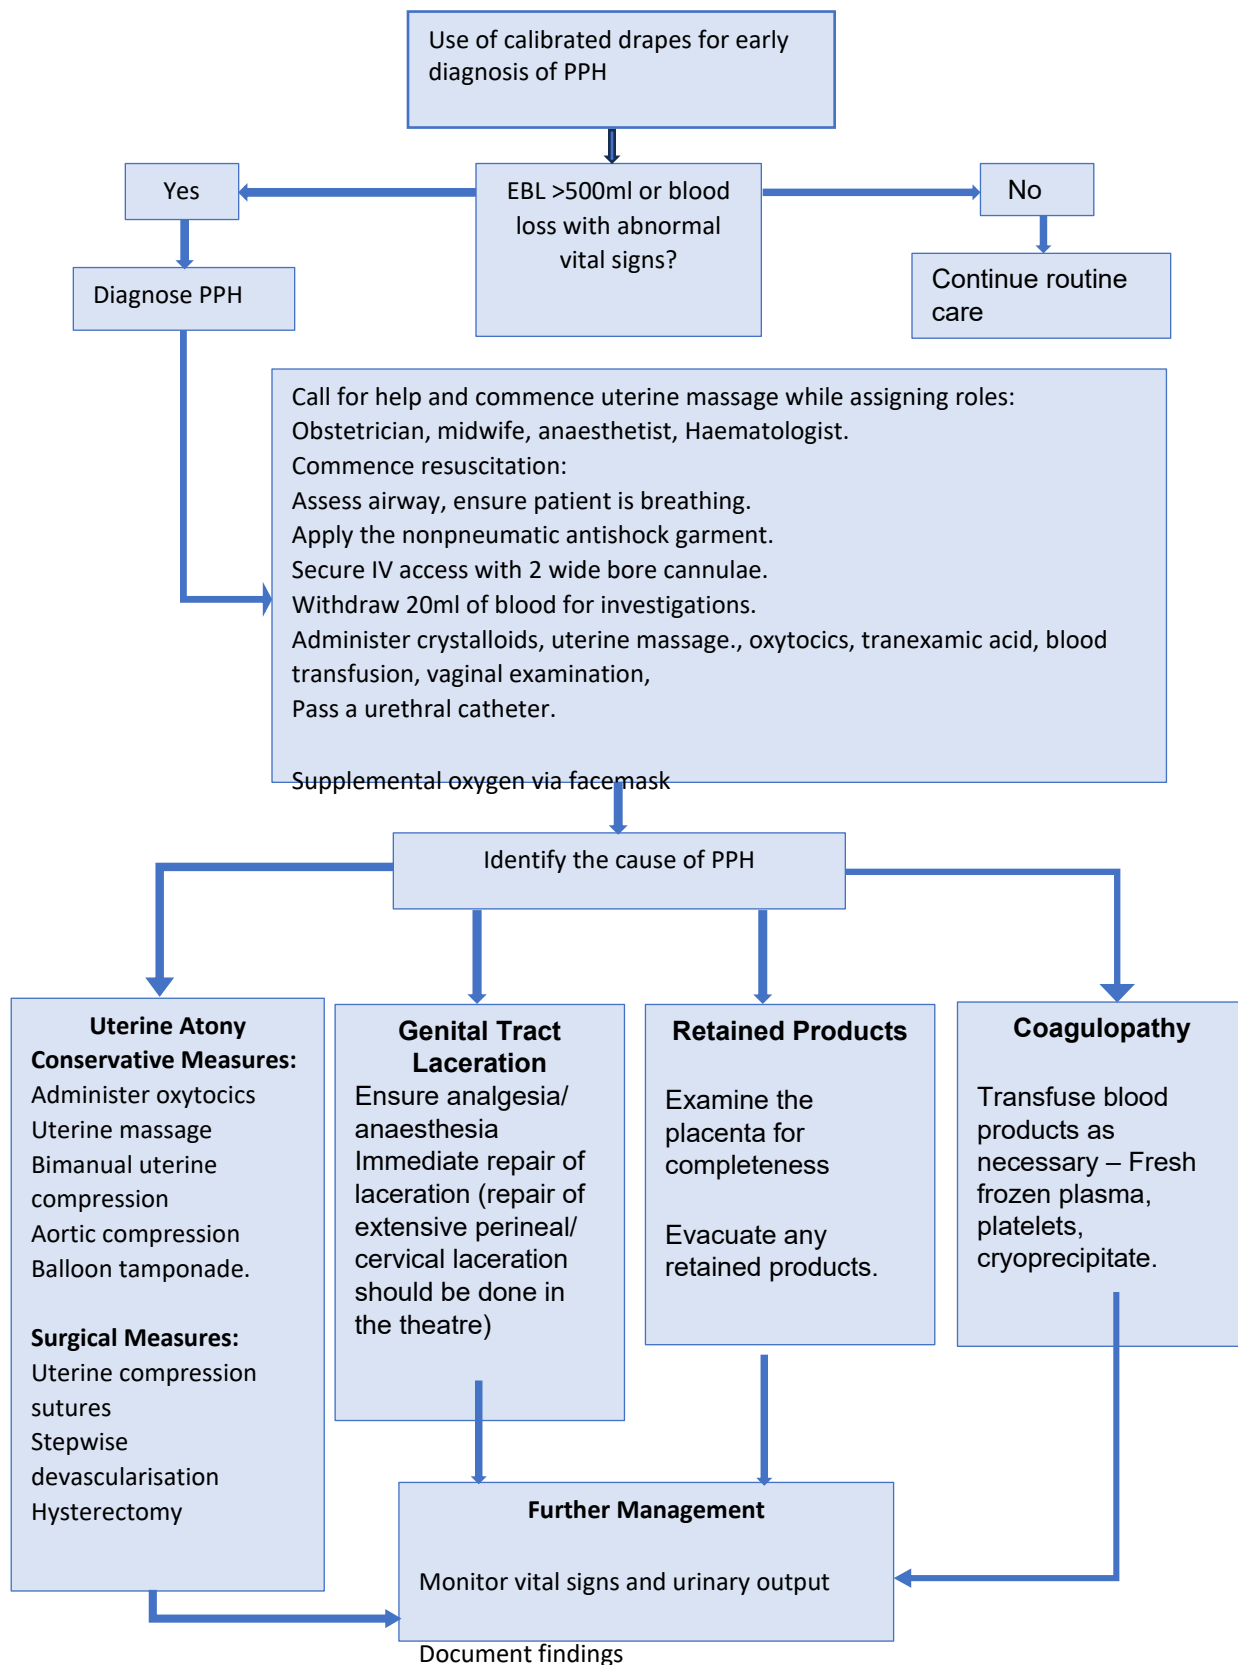 Use of calibrated drapes for early
diagnosis of PPH
Yes
EBL >500ml or blood
loss with abnormal
vital signs?
No
Diagnose PPH
Continue routine
care
Call for help and commence uterine massage while assigning roles:
Obstetrician, midwife, anaesthetist, Haematologist.
Commence resuscitation:
Assess airway, ensure patient is breathing.
Apply the nonpneumatic antishock garment.
Secure IV access with 2 wide bore cannulae.
Withdraw 20ml of blood for investigations.
Administer crystalloids, uterine massage., oxytocics, tranexamic acid, blood
transfusion, vaginal examination,
Pass a urethral catheter.
Supplemental oxygen via facemask
Identify the cause of PPH
Uterine Atony
Conservative Measures:
Administer oxytocics
Uterine massage
Bimanual uterine
compression
Aortic compression
Balloon tamponade.
Surgical Measures:
Uterine compression
sutures
Stepwise
devascularisation
Hysterectomy
Genital Tract
Laceration
Ensure analgesia/
anaesthesia
Immediate repair of
laceration (repair of
extensive perineal/
cervical laceration
should be done in
the theatre)
Retained Products
Examine the
placenta for
completeness
Evacuate any
retained products.
Coagulopathy
Transfuse blood
products as
necessary – Fresh
frozen plasma,
platelets,
cryoprecipitate.
Further Management
Monitor vital signs and urinary output
Document findings